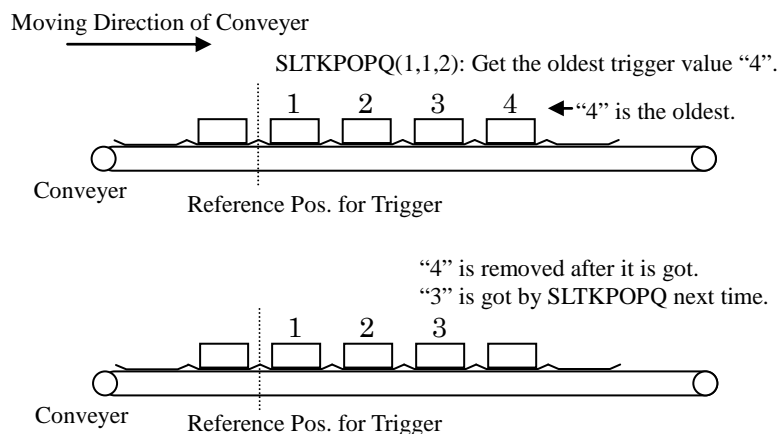 Moving Direction of Conveyer
SLTKPOPQ(1,1,2): Get the oldest trigger value “4”.
1 2 3 4
“4” is the oldest.
Conveyer
Reference Pos. for Trigger
“4” is removed after it is got.
“3” is got by SLTKPOPQ next time.
1 2 3
Conveyer
Reference Pos. for Trigger